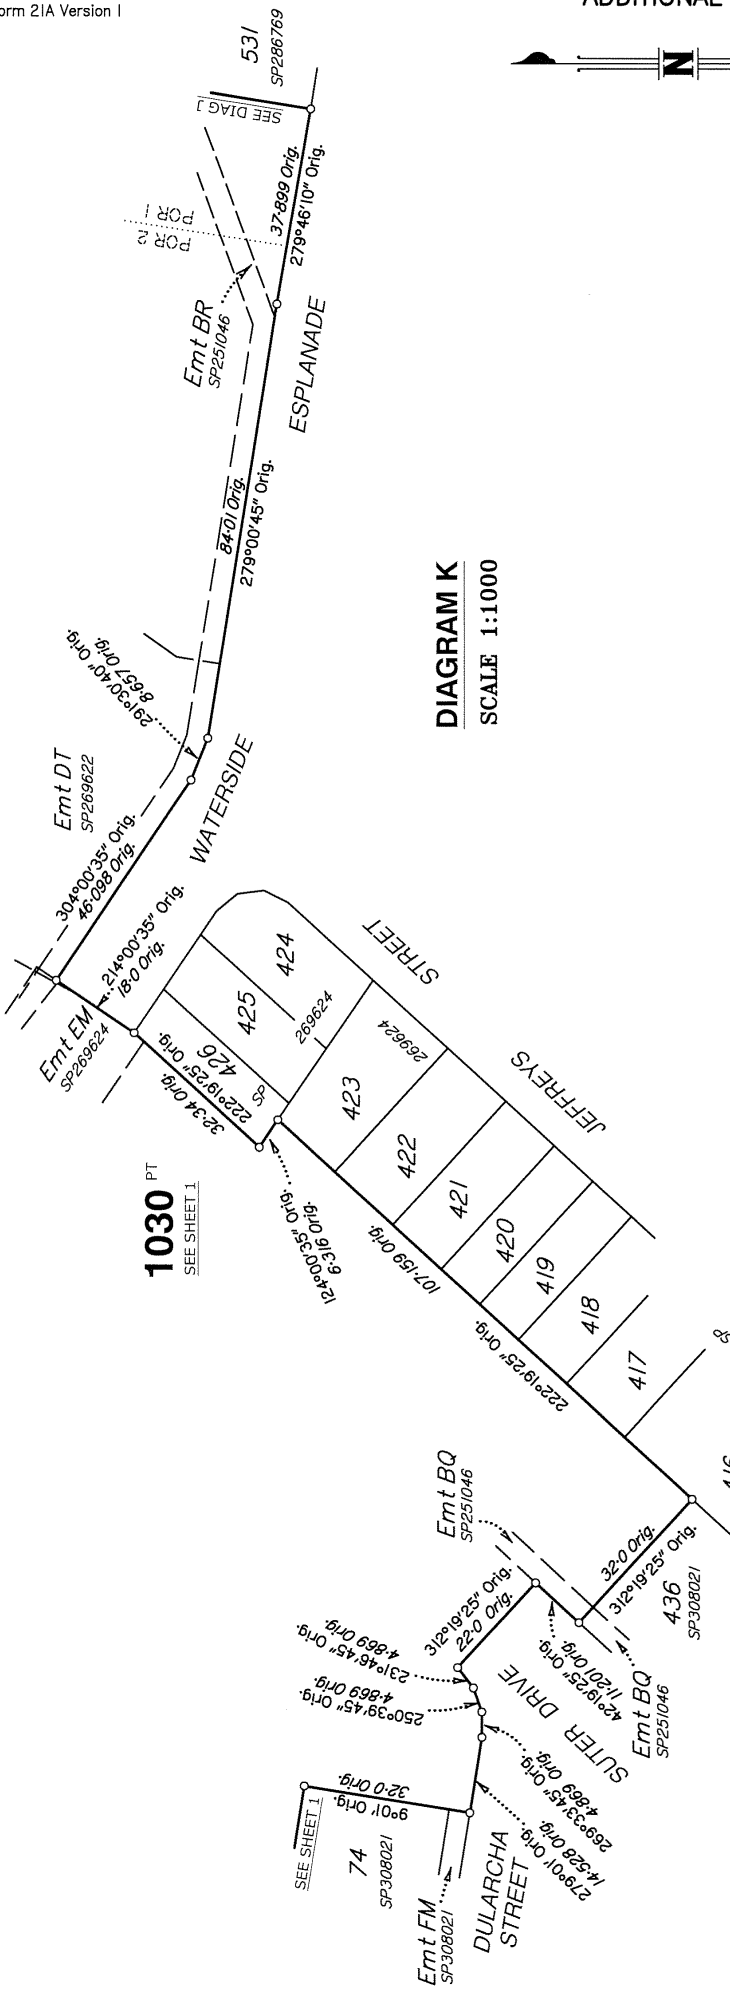 orm 21A Version 1
ADDITIONAL
N
531
SP286769
SEE DIAG J
POR 1
POR 2
37·899 Orig.
279°46'10" Orig.
Emt BR
SP251046
ESPLANADE
84·01 Orig.
279°00'45" Orig.
291°30'40" Orig.
8·657 Orig.
DIAGRAM K
SCALE 1:1000
Emt DT
SP269622
WATERSIDE
304°00'35" Orig.
46·098 Orig.
214°00'35" Orig.
18·0 Orig.
Emt EM
SP269624
424
425
426
SP
269624
222°19'25" Orig.
32·34 Orig.
STREET
JEFFREYS
269624
423
422
421
420
419
418
417
SP
416
1030 PT
SEE SHEET 1
124°00'35" Orig.
6·316 Orig.
107·159 Orig.
222°19'25" Orig.
Emt BQ
SP251046
32·0 Orig.
312°19'25" Orig.
436
SP308021
312°19'25" Orig.
22·0 Orig.
42°19'25" Orig.
11·201 Orig.
Emt BQ
SP251046
231°46'45" Orig.
4·869 Orig.
250°39'45" Orig.
4·869 Orig.
SUTER DRIVE
269°33'45" Orig.
4·869 Orig.
279°01' Orig.
14·528 Orig.
32·0 Orig.
9°01' Orig.
SEE SHEET 1
74
SP308021
DULARCHA
STREET
Emt FM
SP308021